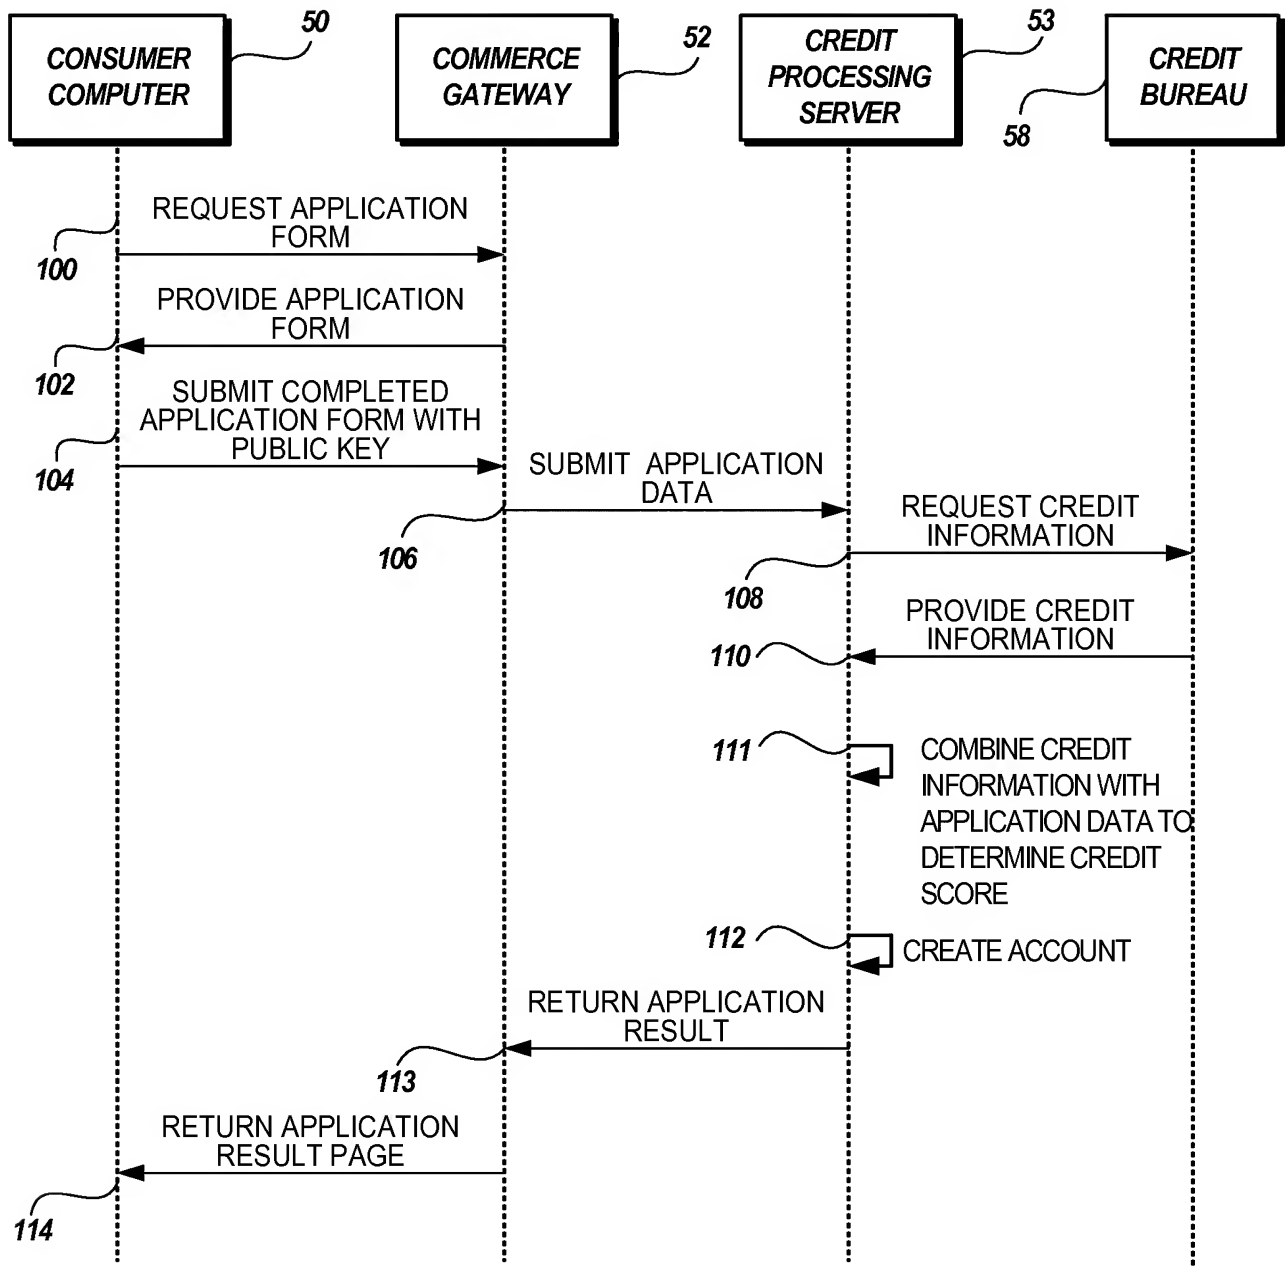 CONSUMER
COMPUTER
50
COMMERCE
GATEWAY
52
CREDIT
PROCESSING
SERVER
53
CREDIT
BUREAU
58
REQUEST APPLICATION
FORM
100
PROVIDE APPLICATION
FORM
102
SUBMIT COMPLETED
APPLICATION FORM WITH
PUBLIC KEY
104
SUBMIT APPLICATION
DATA
106
REQUEST CREDIT
INFORMATION
108
PROVIDE CREDIT
INFORMATION
110
111
COMBINE CREDIT
INFORMATION WITH
APPLICATION DATA TO
DETERMINE CREDIT
SCORE
112
CREATE ACCOUNT
RETURN APPLICATION
RESULT
113
RETURN APPLICATION
RESULT PAGE
114